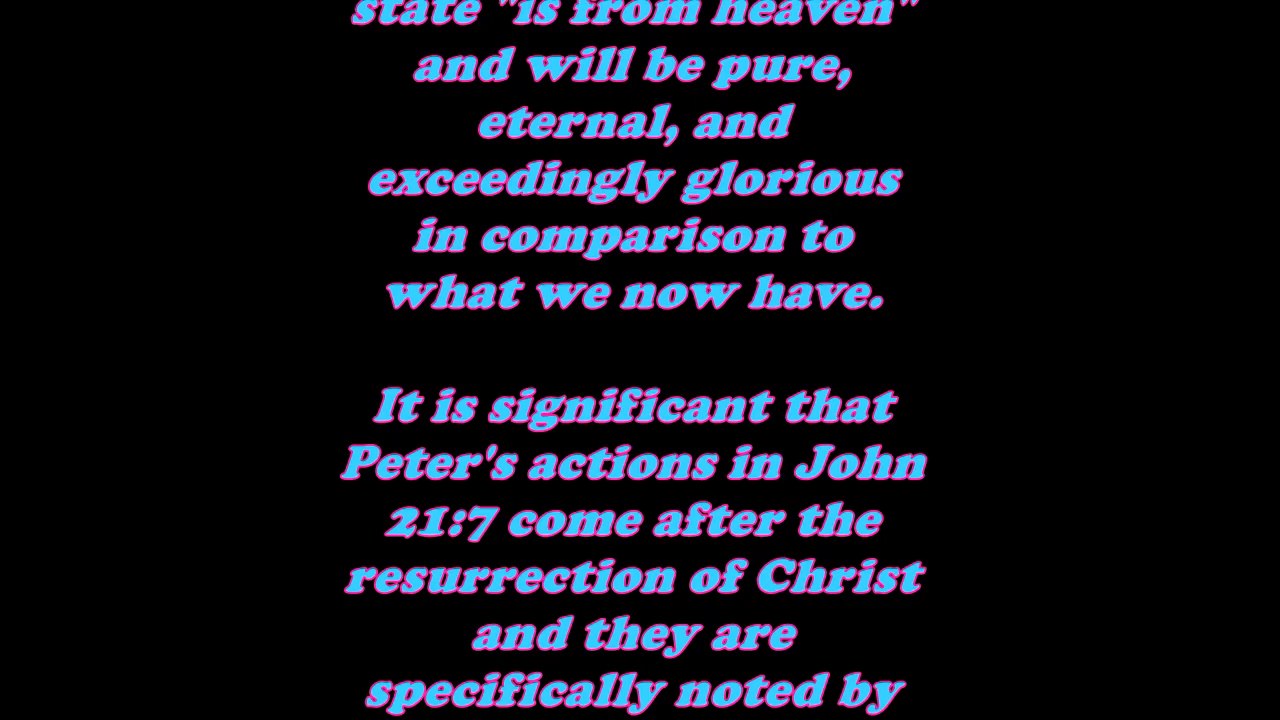 state "is from heaven"
and will be pure,
eternal, and
exceedingly glorious
in comparison to
what we now have.
It is significant that
Peter's actions in John
21:7 come after the
resurrection of Christ
and they are
specifically noted by